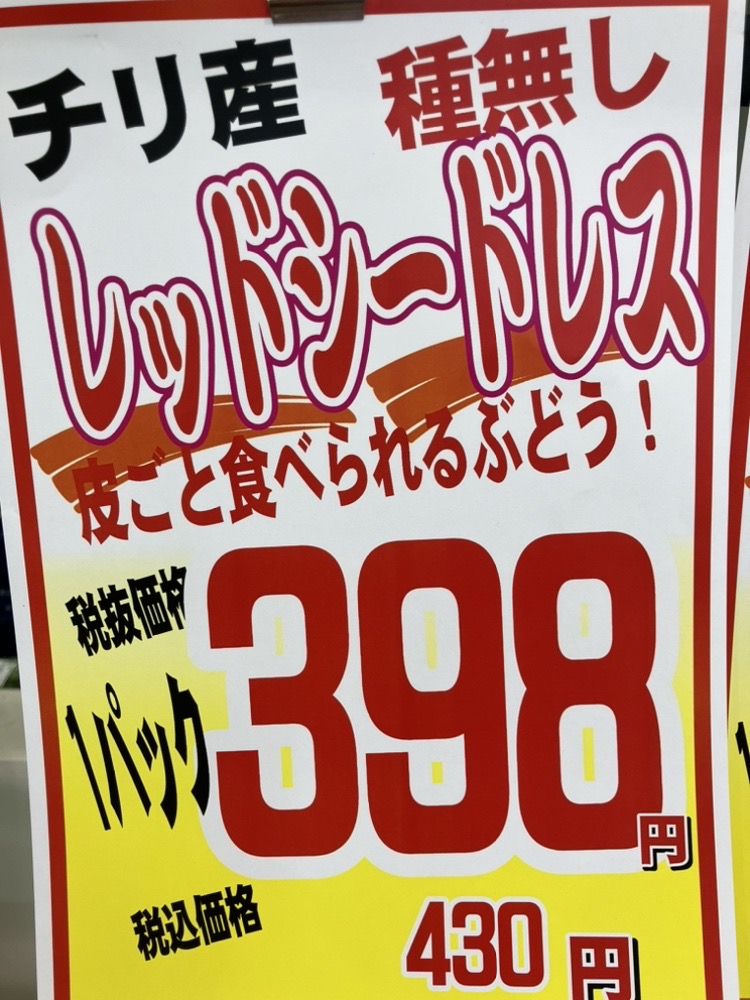 チリ産 種無し
レッドシードレス
皮ごと食べられるぶどう！
税抜価格
1パック
398円
税込価格
430円